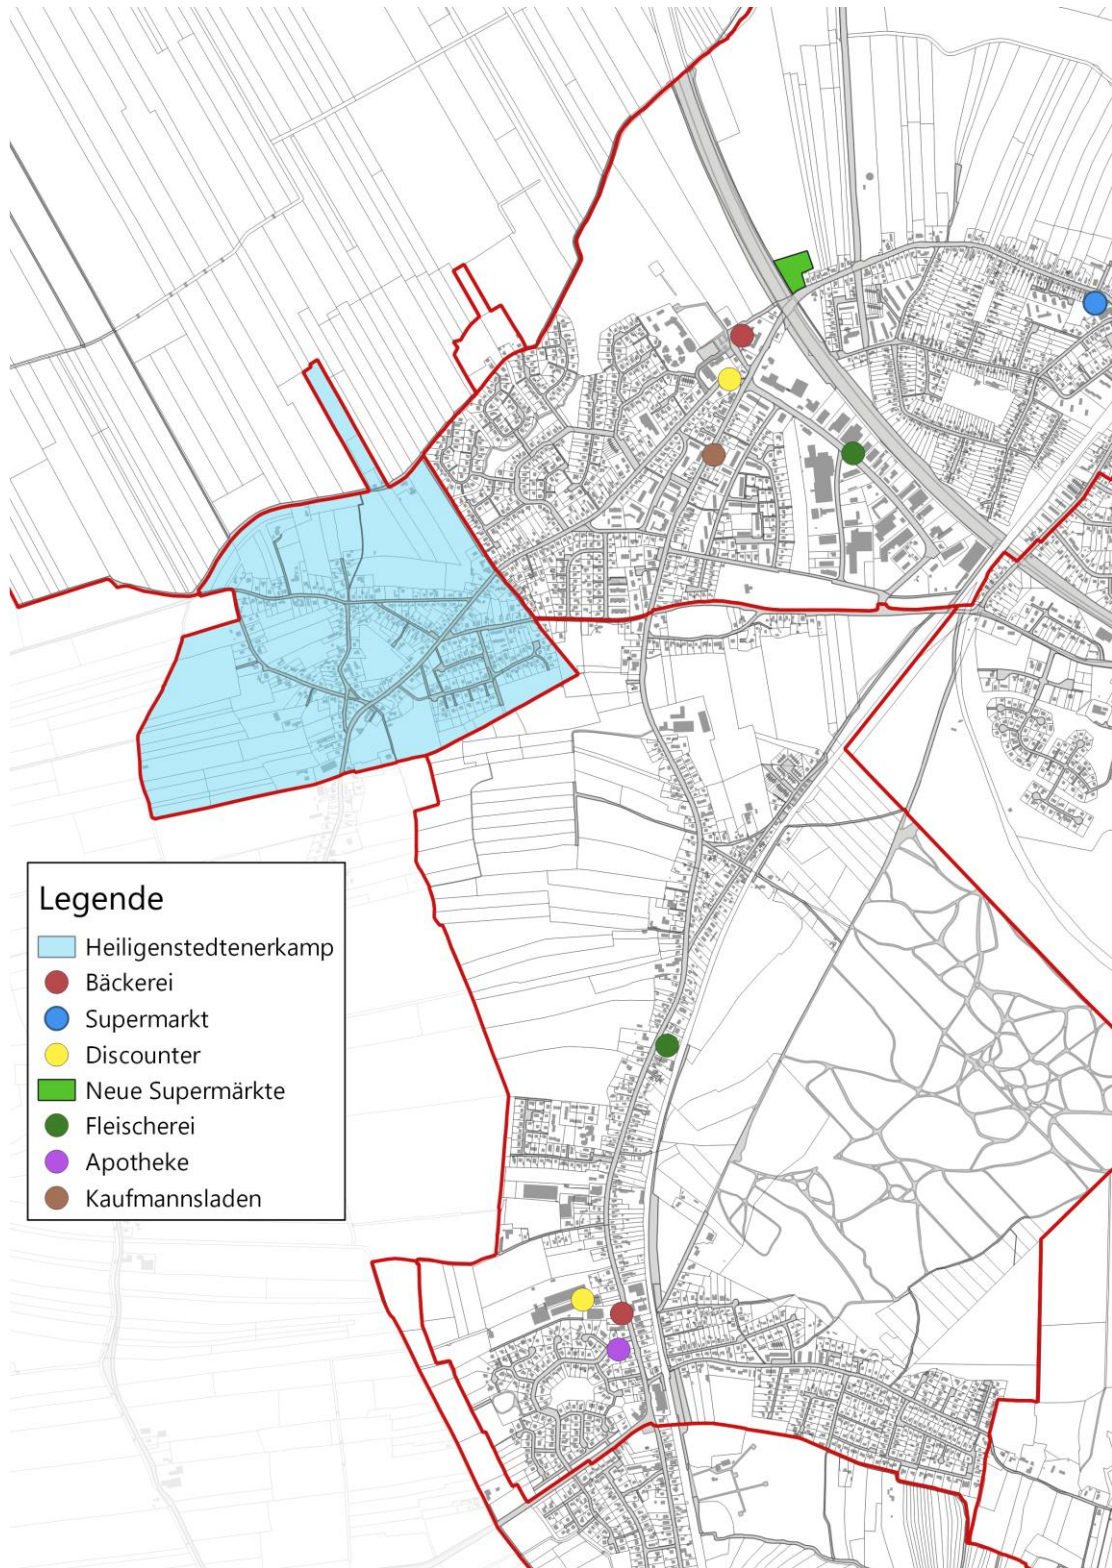 Legende
Heiligenstedtenerkamp
Bäckerei
Supermarkt
Discounter
Neue Supermärkte
Fleischerei
Apotheke
Kaufmannsladen